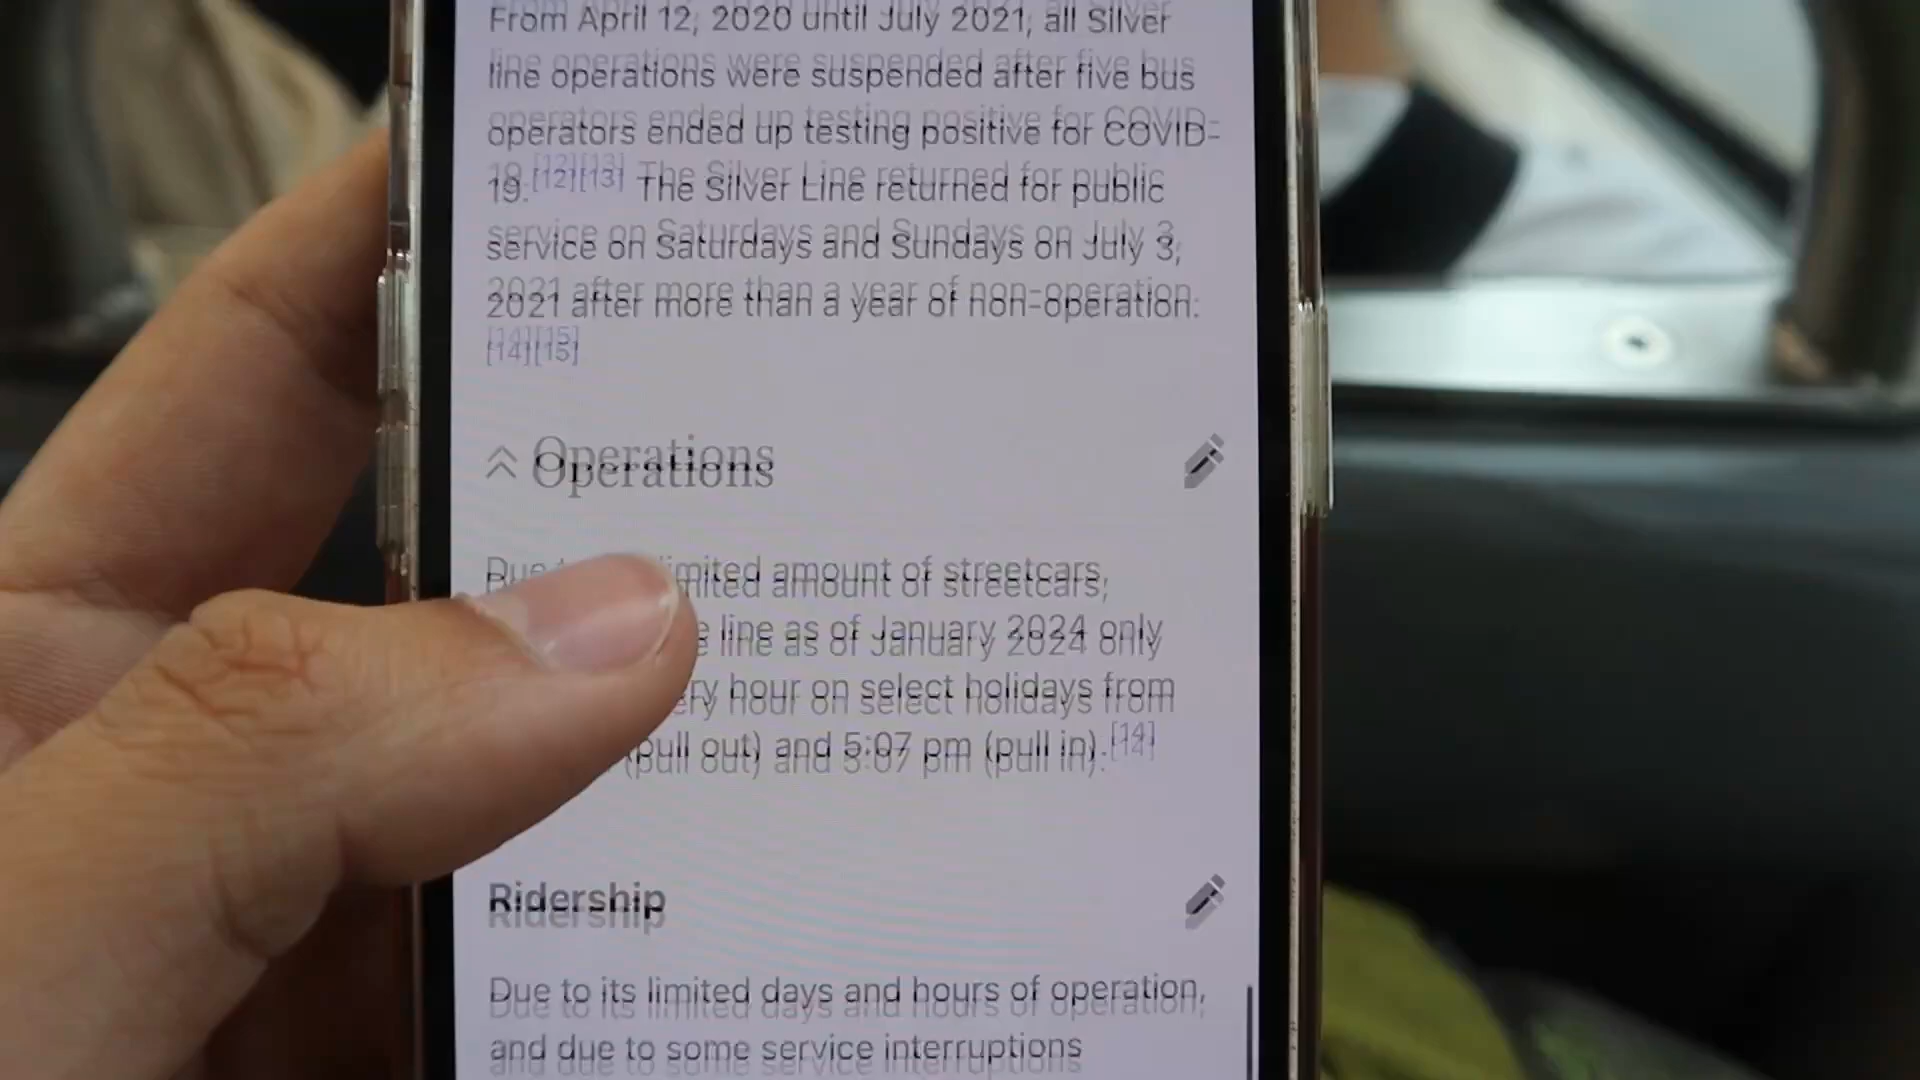 From April 12, 2020 until July 2021, all Silver
line operations were suspended after five bus
operators ended up testing positive for COVID-
19.[12][13] The Silver Line returned for public
service on Saturdays and Sundays on July 3,
2021 after more than a year of non-operation.
[14][15]
Operations
Due limited amount of streetcars,
line as of January 2024 only
hour on select holidays from
(pull out) and 5:07 pm (pull in).[14]
Ridership
Due to its limited days and hours of operation,
and due to some service interruptions